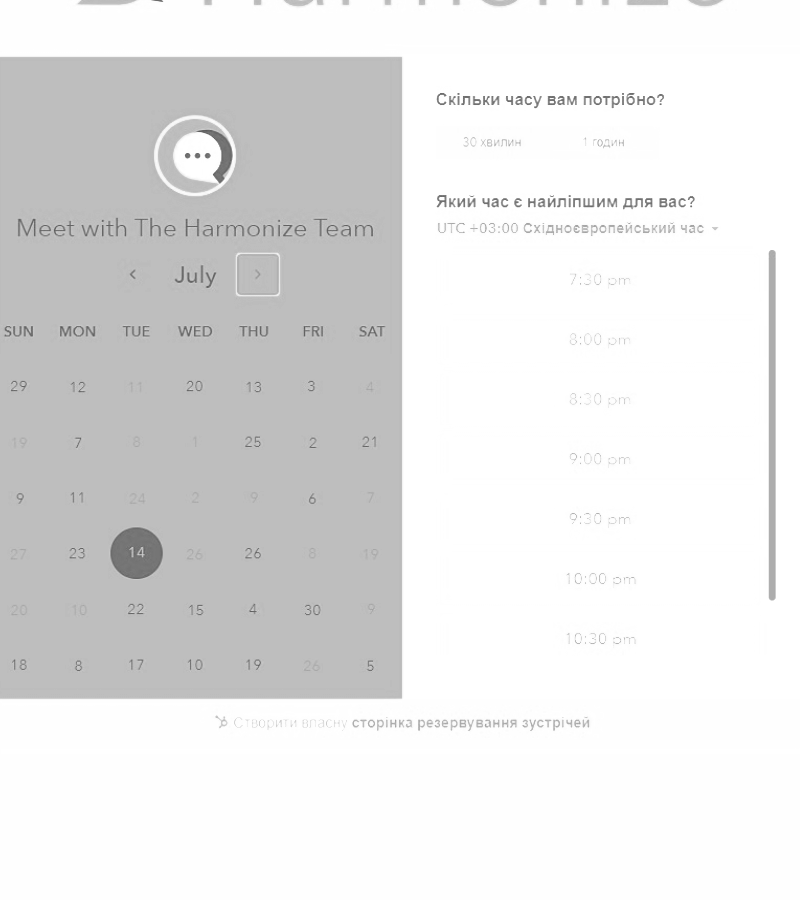 Harmonize
Meet with The Harmonize Team
July
SUN MON TUE WED THU FRI SAT
29 12 11 20 13 3 4
19 7 8 1 25 2 21
9 11 24 2 9 6 7
27 23 14 26 26 8 19
20 10 22 15 4 30 9
18 8 17 10 19 26 5
Скільки часу вам потрібно?
30 хвилин 1 годин
Який час є найліпшим для вас?
UTC +03:00 Східноєвропейський час
7:30 pm
8:00 pm
8:30 pm
9:00 pm
9:30 pm
10:00 pm
10:30 pm
Створити власну сторінка резервування зустрічей